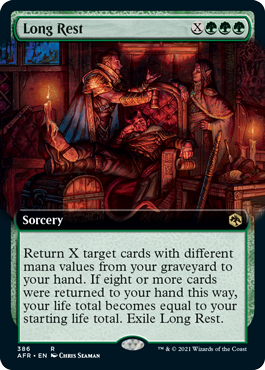 Long Rest X
Sorcery
Return X target cards with different
mana values from your graveyard to
your hand. If eight or more cards
were returned to your hand this way,
your life total becomes equal to your
starting life total. Exile Long Rest.
386 R
AFR • EN Chris Seaman
™ & © 2021 Wizards of the Coast